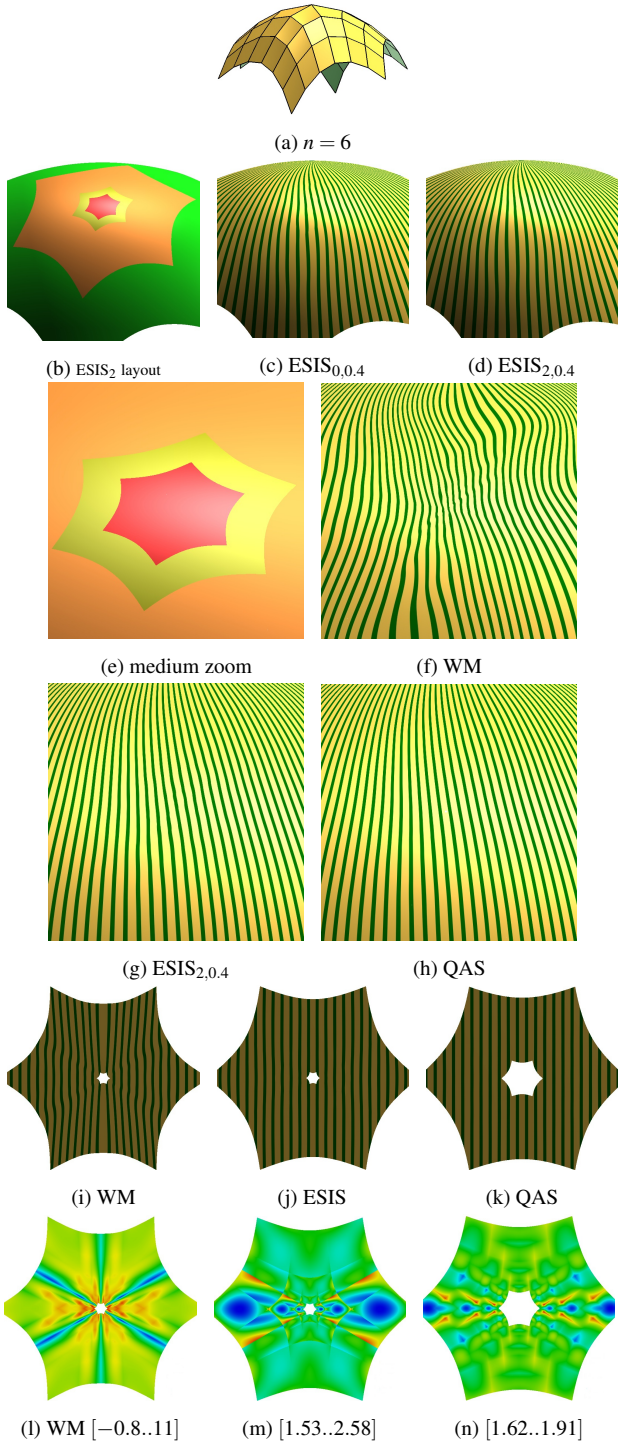 (a) n = 6
(b) ESIS₂ layout
(c) ESIS₀,₀.₄
(d) ESIS₂,₀.₄
(e) medium zoom
(f) WM
(g) ESIS₂,₀.₄
(h) QAS
(i) WM
(j) ESIS
(k) QAS
(l) WM [−0.8..11]
(m) [1.53..2.58]
(n) [1.62..1.91]